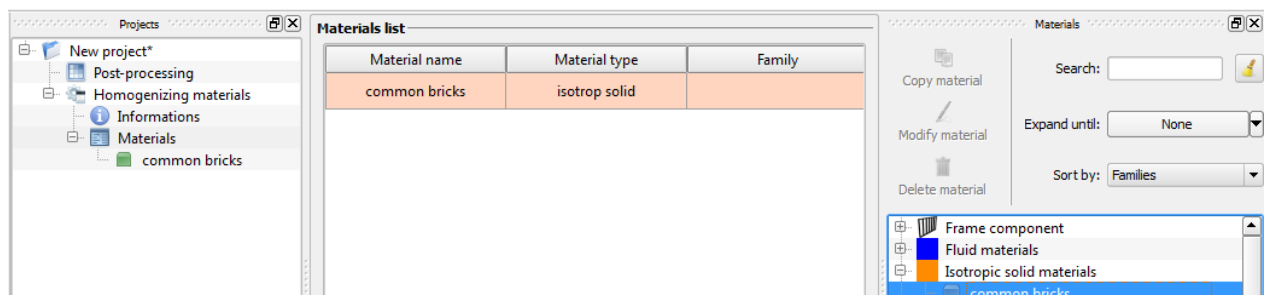 Projects
New project*
Post-processing
Homogenizing materials
Informations
Materials
common bricks
Materials list
Material name Material type Family
common bricks isotrop solid
Materials
Copy material
Modify material
Delete material
Search:
Expand until: None
Sort by: Families
Frame component
Fluid materials
Isotropic solid materials
common bricks